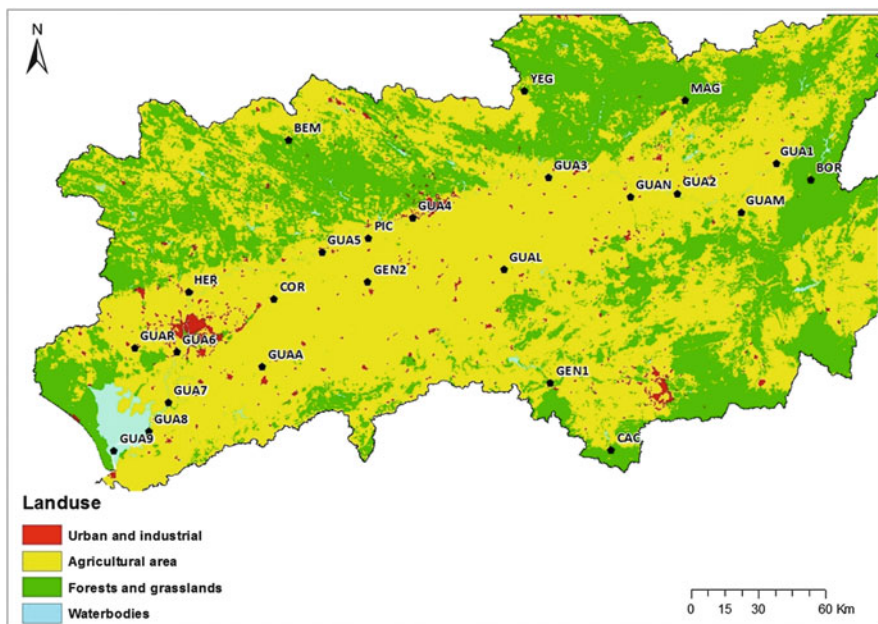 N
YEG
MAG
BEM
GUA1
GUA3
BOR
GUAN
GUA2
GUAM
GUA4
PIC
GUA5
GUAL
GEN2
HER
COR
GUAR
GUA6
GUAA
GEN1
GUA7
GUA8
GUA9
CAC
Landuse
Urban and industrial
Agricultural area
Forests and grasslands
Waterbodies
0 15 30 60 KM